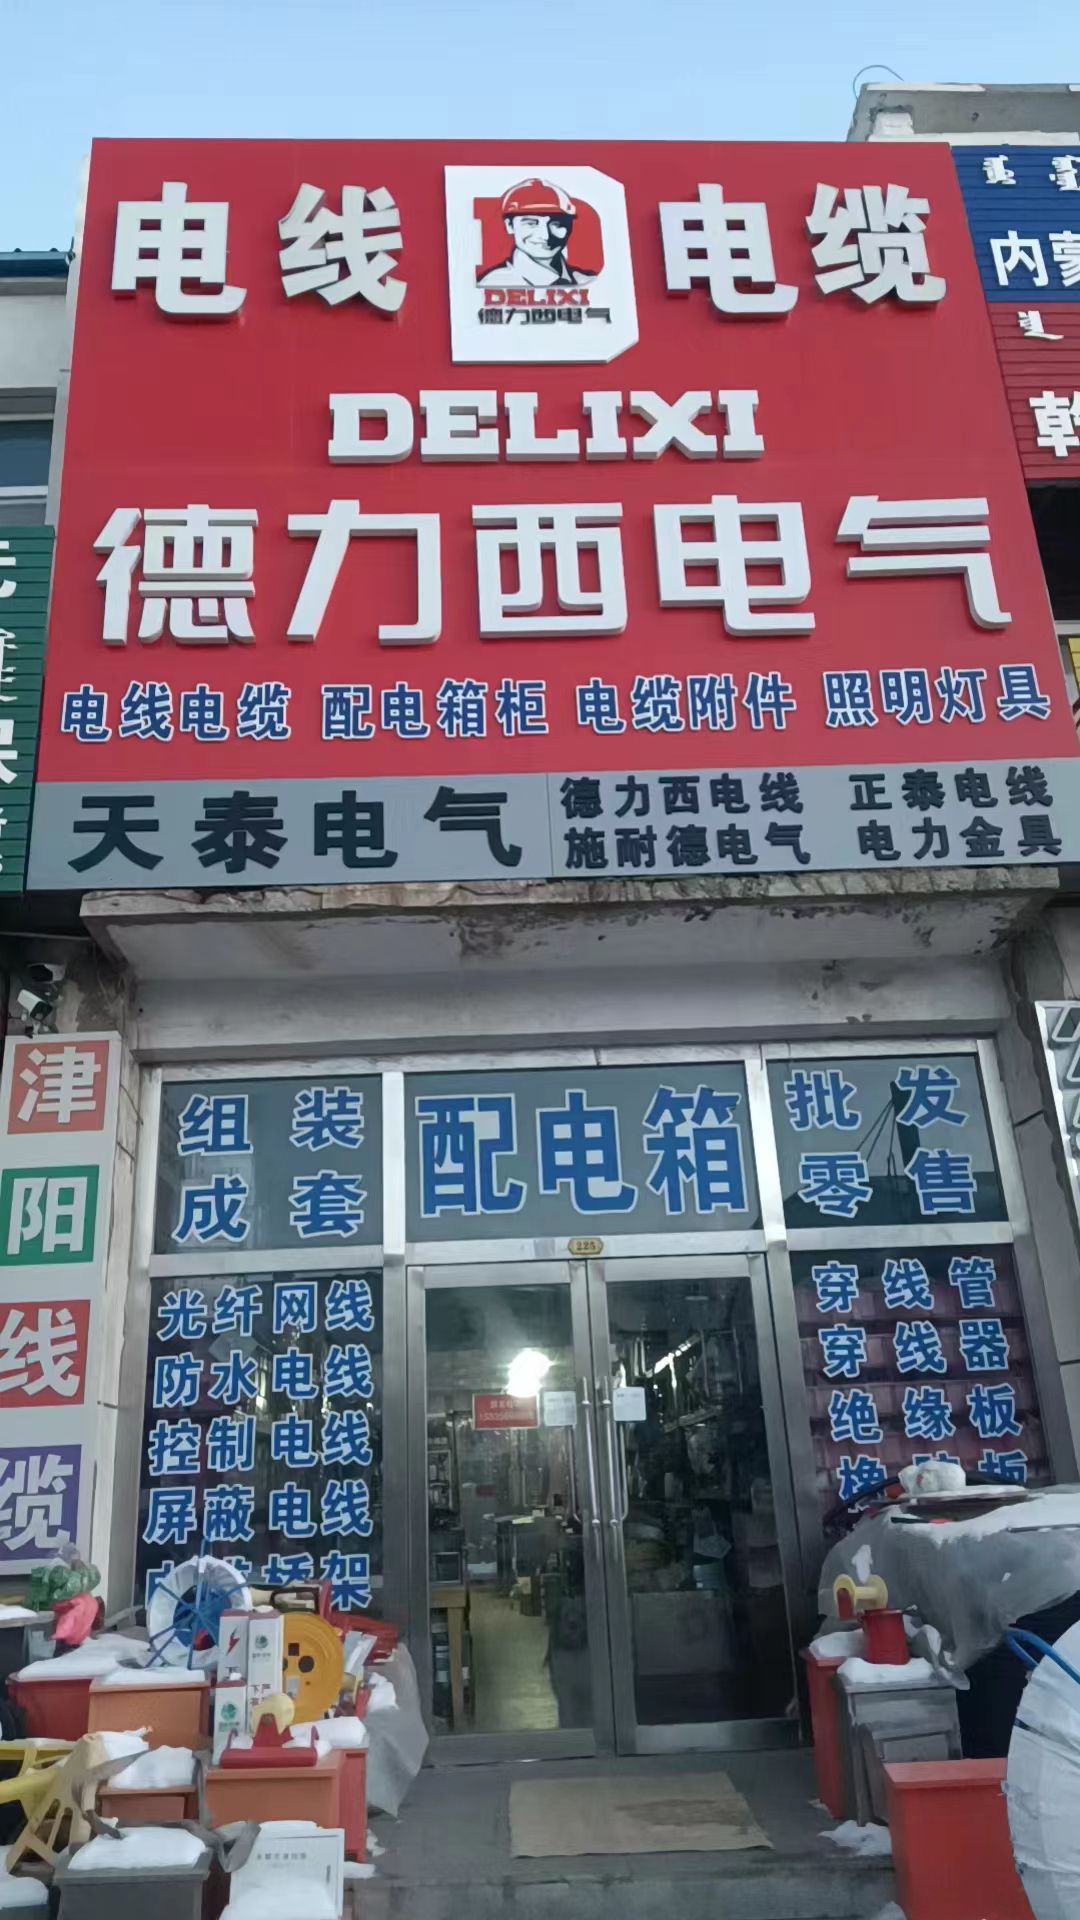 电线 电缆
DELIXI
德力西电气
DELIXI
德力西电气
电线电缆 配电箱柜 电缆附件 照明灯具
天泰电气
德力西电线 正泰电线
施耐德电气 电力金具
内蒙
津
阳
线
缆
组装
成套
配电箱
批发
零售
225
光纤网线
防水电线
控制电线
屏蔽电线
桥架
穿线管
穿线器
绝缘板